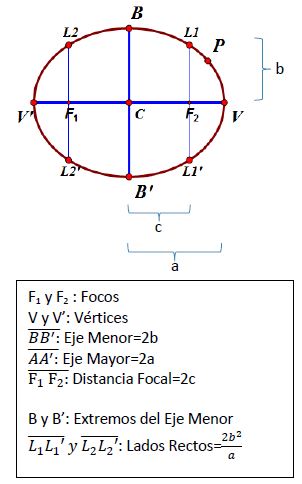 B
L2 L1
P
b
V' F₁ C F₂ V
L2' L1'
B'
c
a
F₁ y F₂ : Focos
V y V’: Vértices
BB′: Eje Menor=2b
AA′: Eje Mayor=2a
F₁ F₂: Distancia Focal=2c
B y B’: Extremos del Eje Menor
L₁L₁′ y L₂L₂′: Lados Rectos=2b²/a